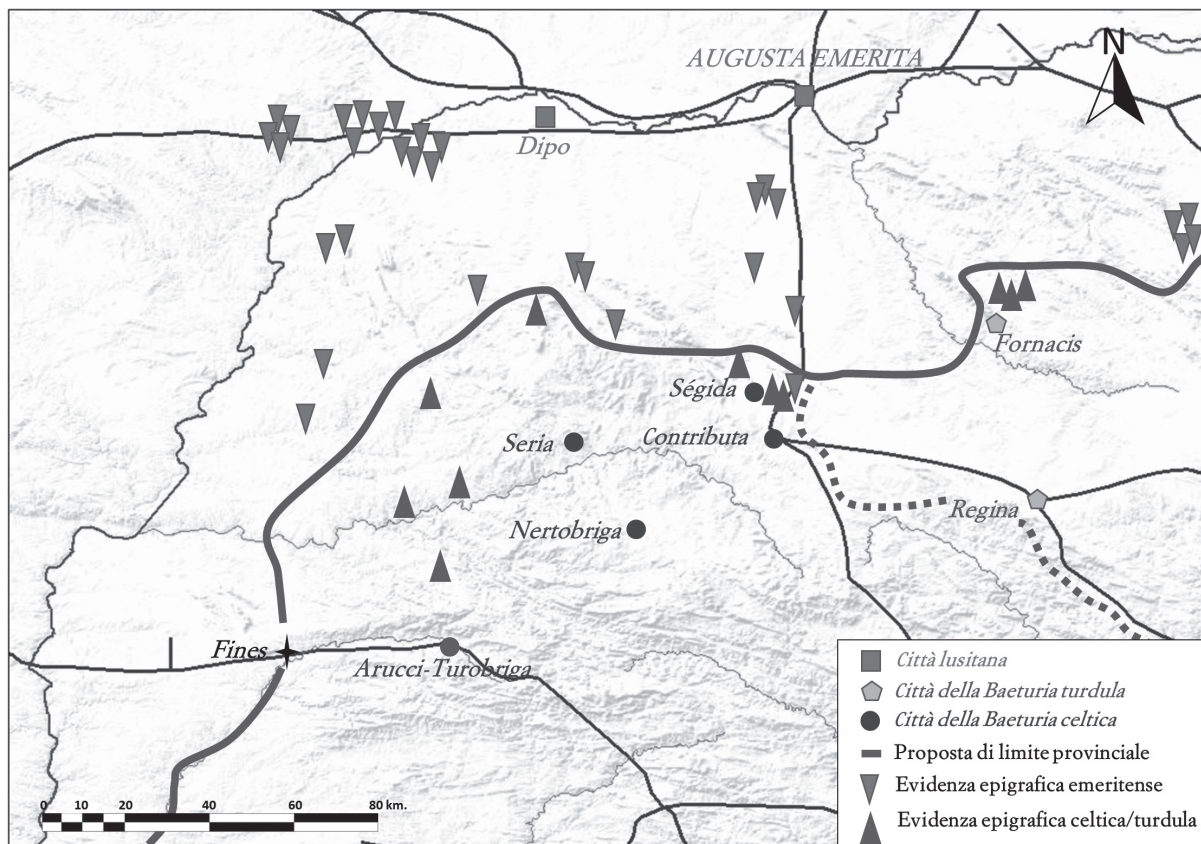 AUGUSTA EMERITA
N
Dipo
Fornacis
Ségida
Seria
Contributa
Nertobriga
Regina
Fines
Arucci-Turobriga
0 10 20 40 60 80 km.
Città lusitana
Città della Baeturia turdula
Città della Baeturia celtica
Proposta di limite provinciale
Evidenza epigrafica emeritense
Evidenza epigrafica celtica/turdula